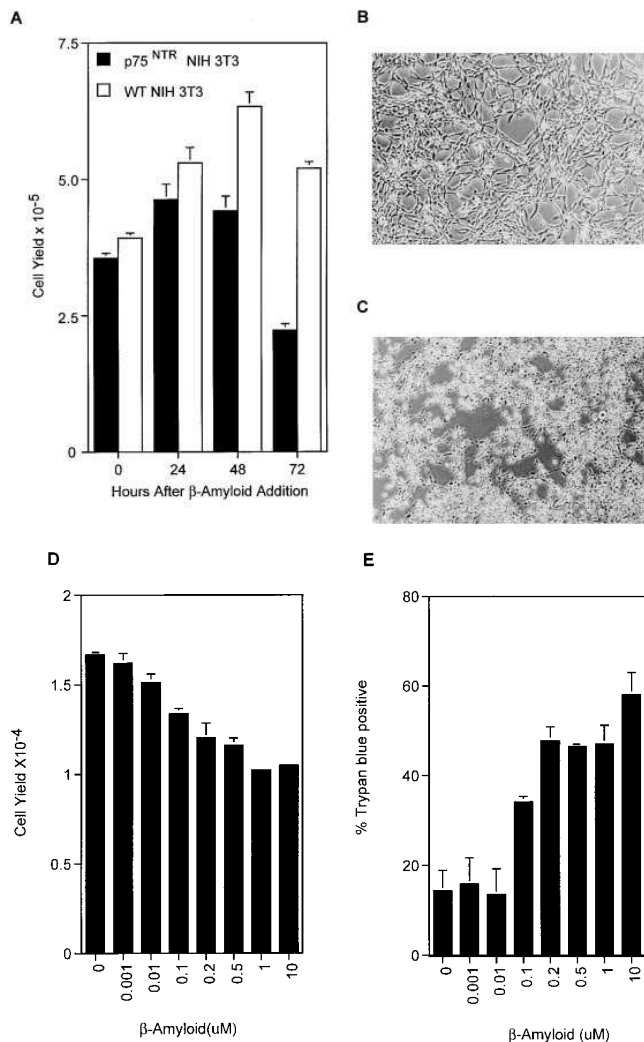 A
7.5
p75 NTR NIH 3T3
WT NIH 3T3
5.0
2.5
0
Cell Yield x 10-5
0 24 48 72
Hours After β-Amyloid Addition
B
C
D
2
1.5
1
0.5
0
Cell Yield X10-4
0 0.001 0.01 0.1 0.2 0.5 1 10
β-Amyloid(uM)
E
80
60
40
20
0
% Trypan blue positive
0 0.001 0.01 0.1 0.2 0.5 1 10
β-Amyloid (uM)